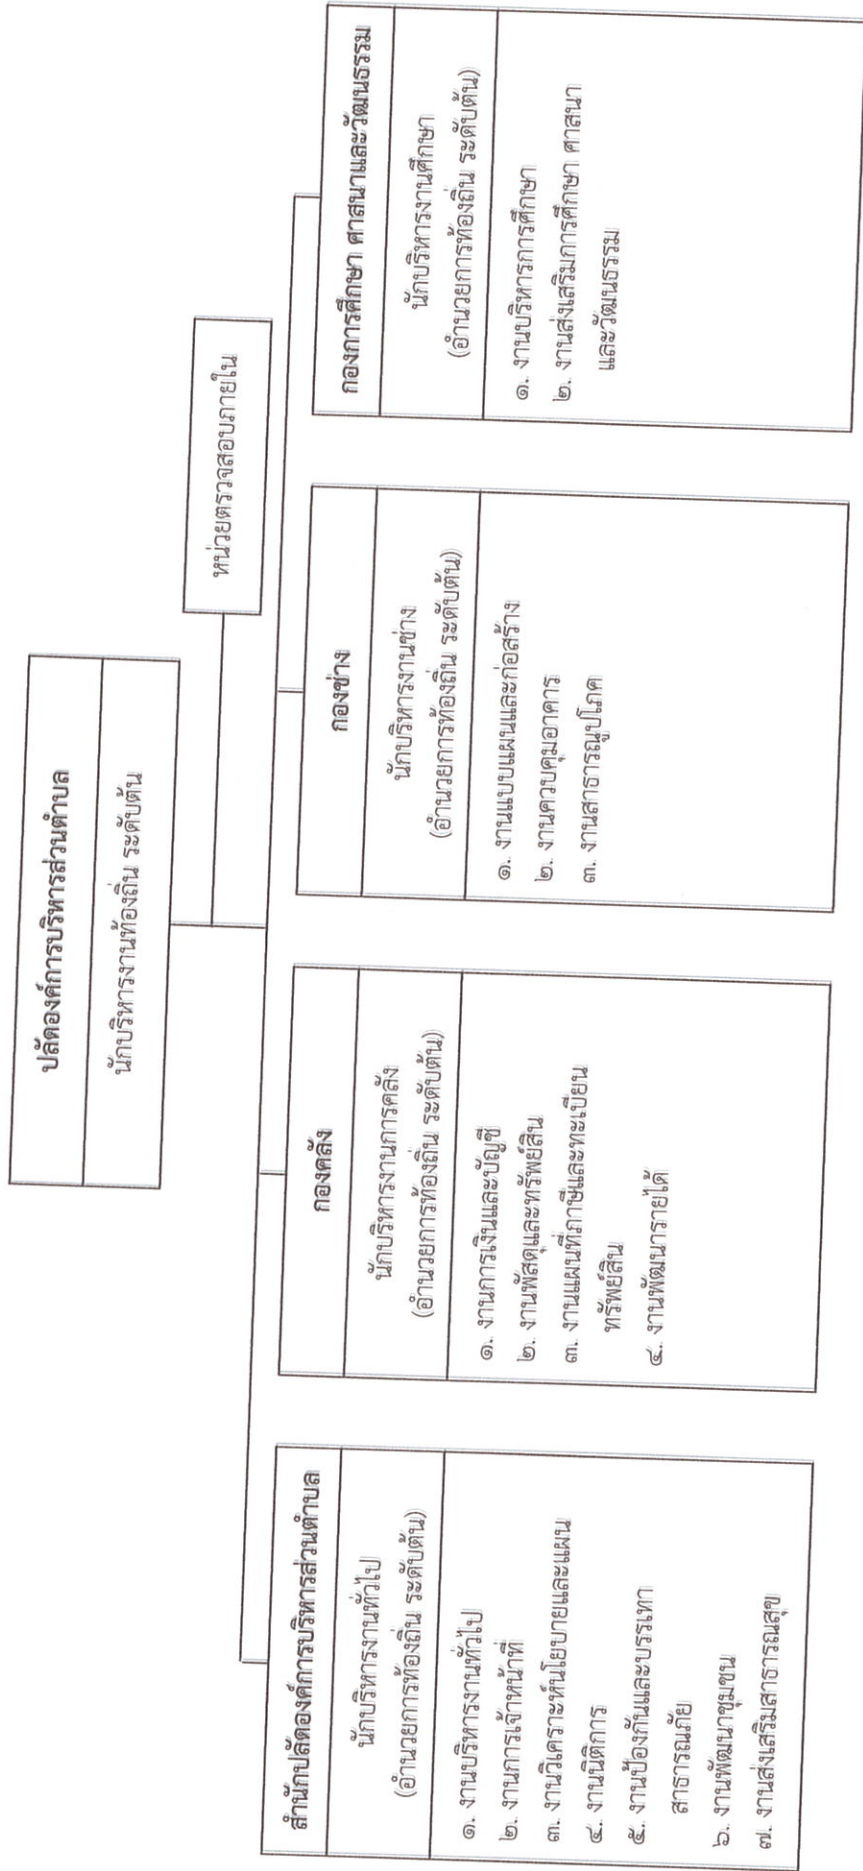 ปลัดองค์การบริหารส่วนตำบล
นักบริหารงานท้องถิ่น ระดับต้น
หน่วยตรวจสอบภายใน
สำนักปลัดองค์การบริหารส่วนตำบล
นักบริหารงานทั่วไป
(อำนวยการท้องถิ่น ระดับต้น)
๑. งานบริหารงานทั่วไป
๒. งานการเจ้าหน้าที่
๓. งานวิเคราะห์นโยบายและแผน
๔. งานนิติการ
๕. งานป้องกันและบรรเทา
สาธารณภัย
๖. งานพัฒนาชุมชน
๗. งานส่งเสริมสาธารณสุข
กองคลัง
นักบริหารงานการคลัง
(อำนวยการท้องถิ่น ระดับต้น)
๑. งานการเงินและบัญชี
๒. งานพัสดุและทรัพย์สิน
๓. งานแผนที่ภาษีและทะเบียน
ทรัพย์สิน
๔. งานพัฒนารายได้
กองช่าง
นักบริหารงานช่าง
(อำนวยการท้องถิ่น ระดับต้น)
๑. งานแบบแผนและก่อสร้าง
๒. งานควบคุมอาคาร
๓. งานสาธารณูปโภค
กองการศึกษา ศาสนาและวัฒนธรรม
นักบริหารงานศึกษา
(อำนวยการท้องถิ่น ระดับต้น)
๑. งานบริหารการศึกษา
๒. งานส่งเสริมการศึกษา ศาสนา
และวัฒนธรรม